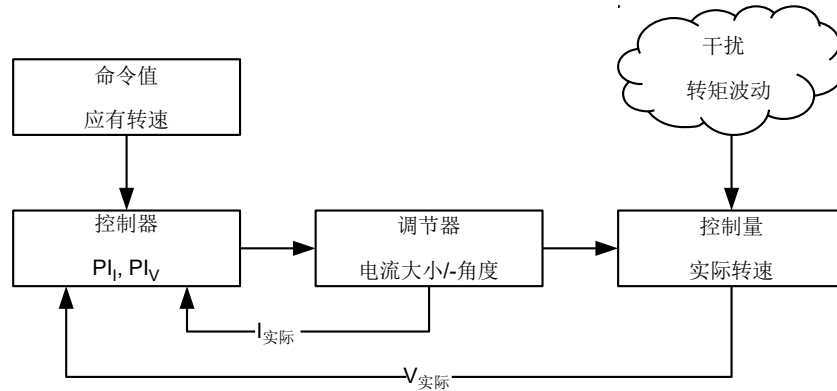 干扰
转矩波动
命令值
应有转速
控制器
PI_I, PI_V
调节器
电流大小/-角度
控制量
实际转速
I实际
V实际